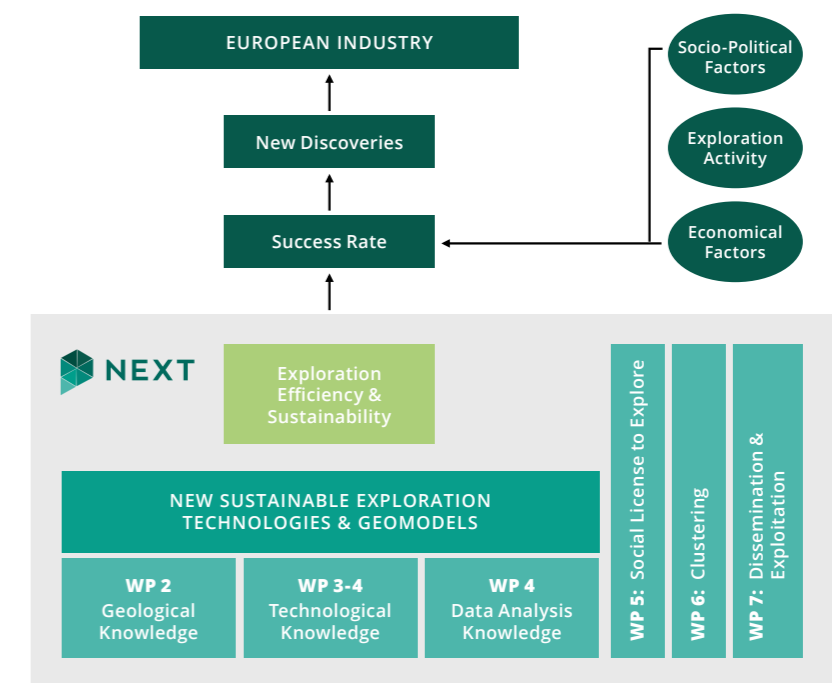 EUROPEAN INDUSTRY
Socio-Political
Factors
New Discoveries
Exploration
Activity
Success Rate
Economical
Factors
NEXT
Exploration
Efficiency &
Sustainability
NEW SUSTAINABLE EXPLORATION
TECHNOLOGIES & GEOMODELS
WP 2
Geological
Knowledge
WP 3-4
Technological
Knowledge
WP 4
Data Analysis
Knowledge
WP 5: Social License to Explore
WP 6: Clustering
WP 7: Dissemination &
Exploitation